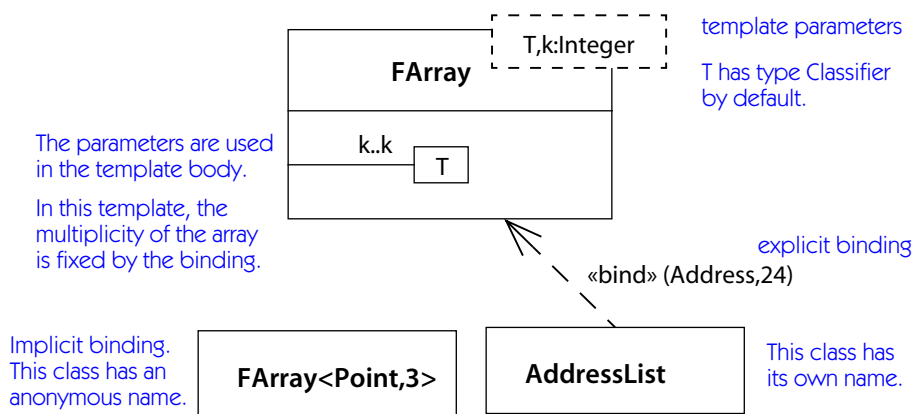 template parameters
T,k:Integer
FArray
T has type Classifier
by default.
The parameters are used
in the template body.
k..k
T
In this template, the
multiplicity of the array
is fixed by the binding.
explicit binding
«bind» (Address,24)
Implicit binding.
This class has an
anonymous name.
FArray<Point,3>
AddressList
This class has
its own name.